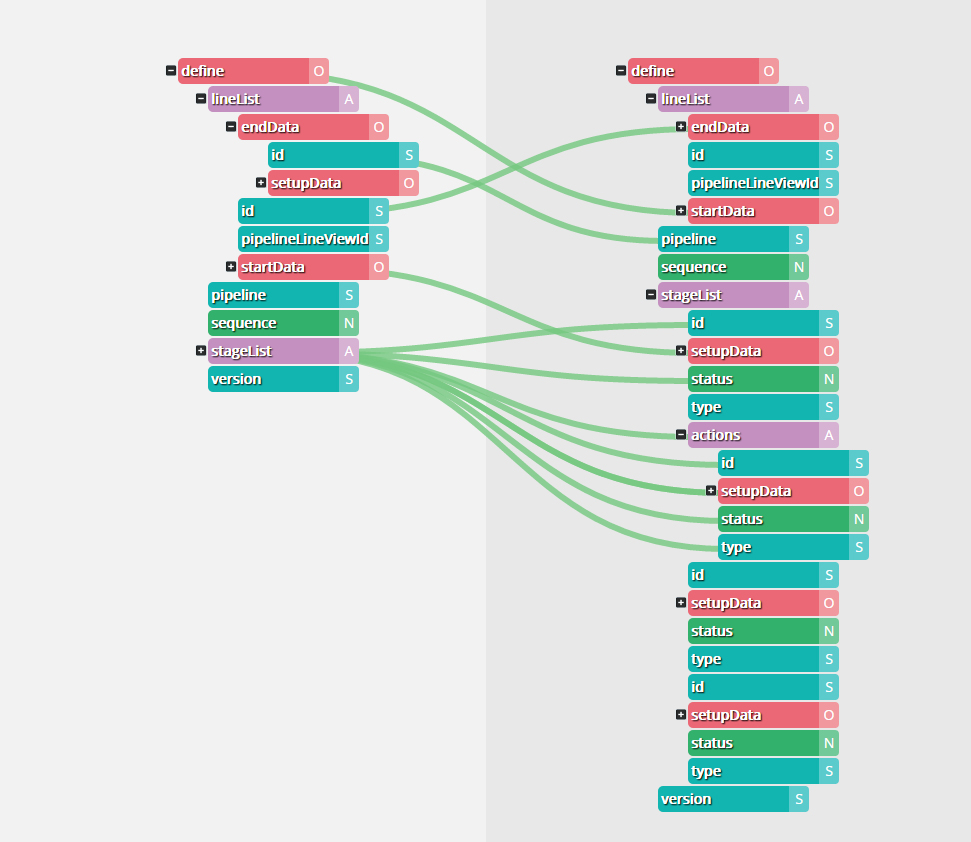 define O
lineList A
endData O
id S
setupData O
id S
pipelineLineViewId S
startData O
pipeline S
sequence N
stageList A
version S
define O
lineList A
endData O
id S
pipelineLineViewId S
startData O
pipeline S
sequence N
stageList A
id S
setupData O
status N
type S
actions A
id S
setupData O
status N
type S
id S
setupData O
status N
type S
id S
setupData O
status N
type S
version S